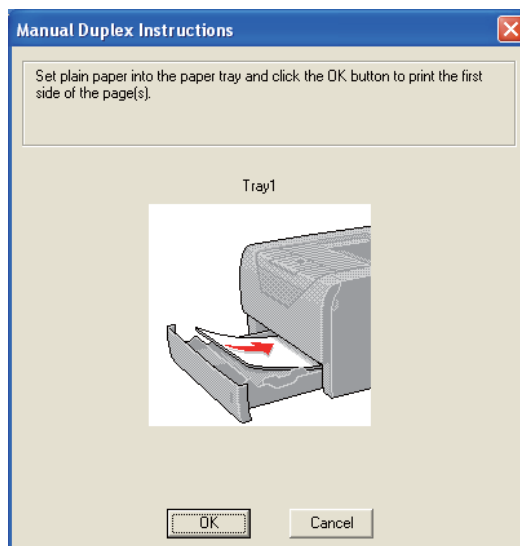 Manual Duplex Instructions
Set plain paper into the paper tray and click the OK button to print the first
side of the page(s).
Tray1
OK
Cancel